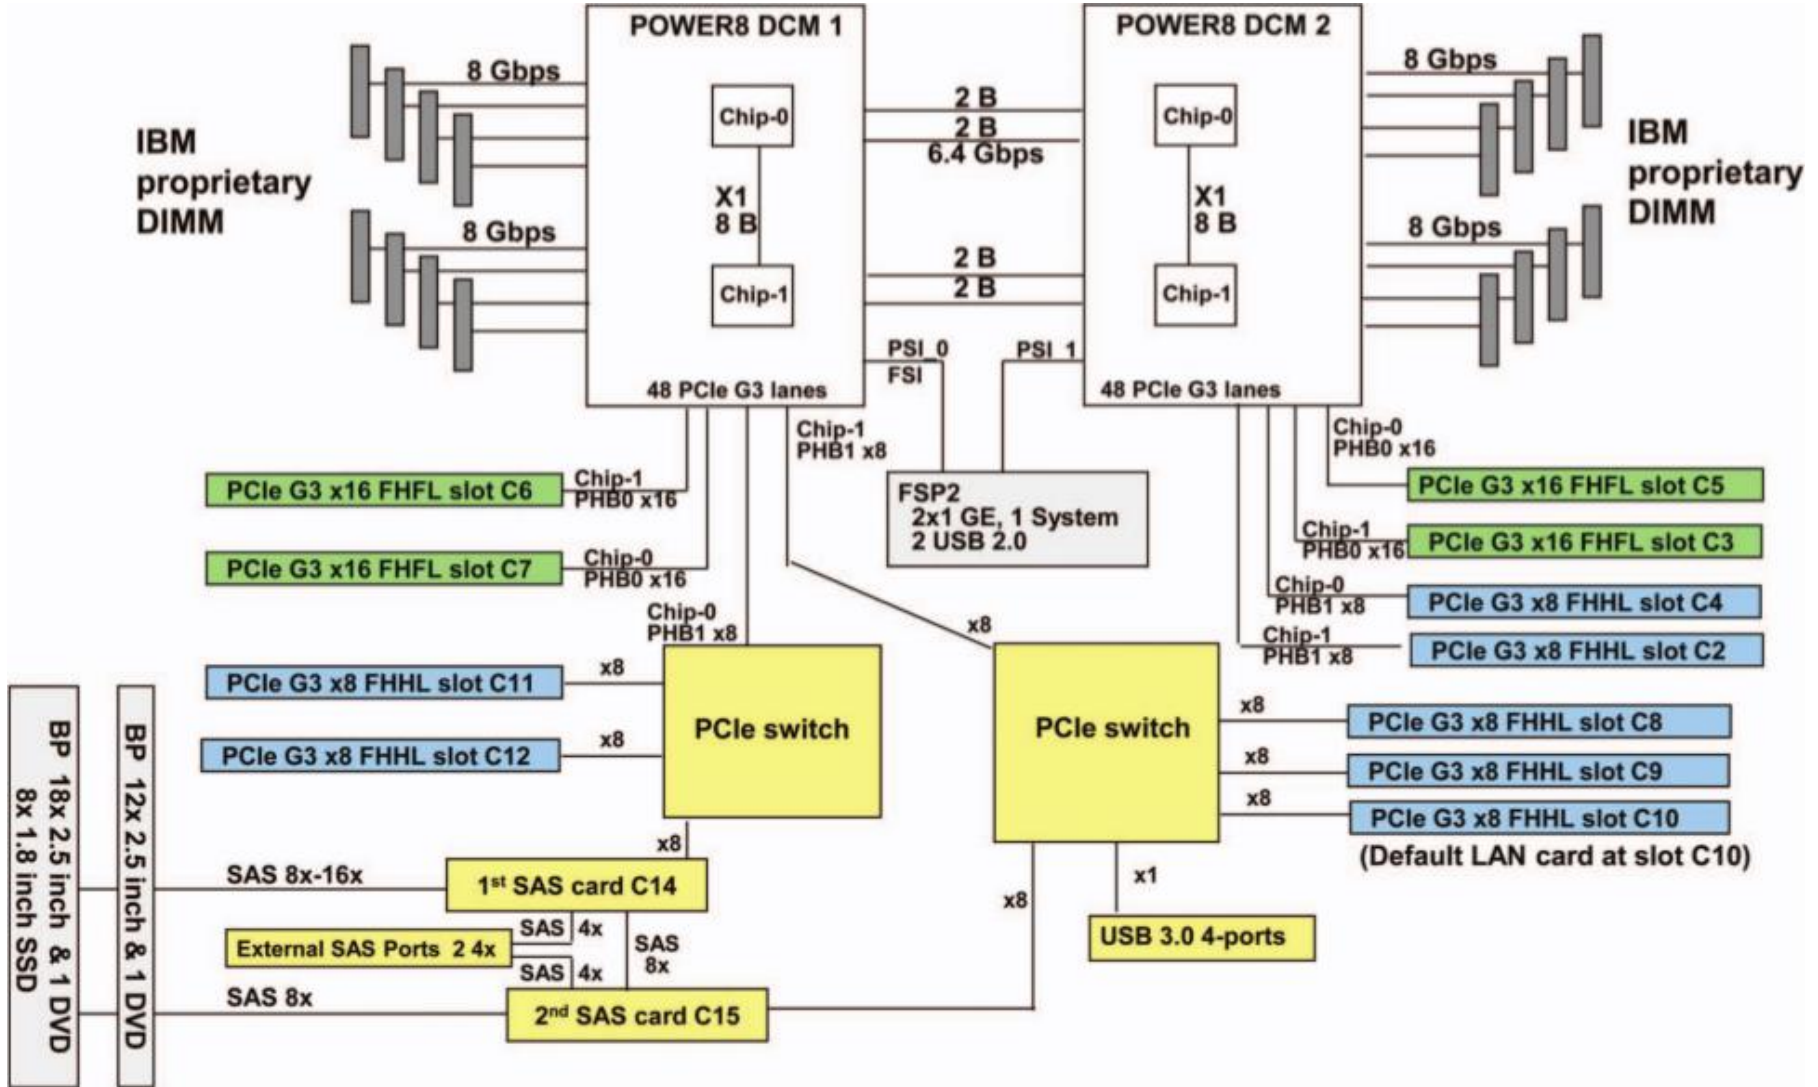 POWER8 DCM 1
POWER8 DCM 2
8 Gbps
8 Gbps
Chip-0
2 B
2 B
6.4 Gbps
Chip-0
IBM
proprietary
DIMM
IBM
proprietary
DIMM
X1
8 B
X1
8 B
8 Gbps
8 Gbps
Chip-1
2 B
2 B
Chip-1
PSI_0
FSI
PSI 1
48 PCIe G3 lanes
48 PCIe G3 lanes
Chip-1
PHB1 x8
Chip-0
PHB0 x16
PCIe G3 x16 FHFL slot C6
Chip-1
PHB0 x16
FSP2
2x1 GE, 1 System
2 USB 2.0
PCIe G3 x16 FHFL slot C5
PCIe G3 x16 FHFL slot C7
Chip-0
PHB0 x16
Chip-1
PHB0 x16
PCIe G3 x16 FHFL slot C3
Chip-0
PHB1 x8
PCIe G3 x8 FHHL slot C4
Chip-0
PHB1 x8
x8
Chip-1
PHB1 x8
PCIe G3 x8 FHHL slot C2
PCIe G3 x8 FHHL slot C11
x8
PCIe switch
PCIe switch
x8
PCIe G3 x8 FHHL slot C8
PCIe G3 x8 FHHL slot C12
x8
x8
PCIe G3 x8 FHHL slot C9
x8
PCIe G3 x8 FHHL slot C10
(Default LAN card at slot C10)
BP 18x 2.5 inch & 1 DVD
8x 1.8 inch SSD
BP 12x 2.5 inch & 1 DVD
x8
SAS 8x-16x
1st SAS card C14
x8
x1
SAS 4x
External SAS Ports 2 4x
SAS
8x
USB 3.0 4-ports
SAS 4x
SAS 8x
2nd SAS card C15